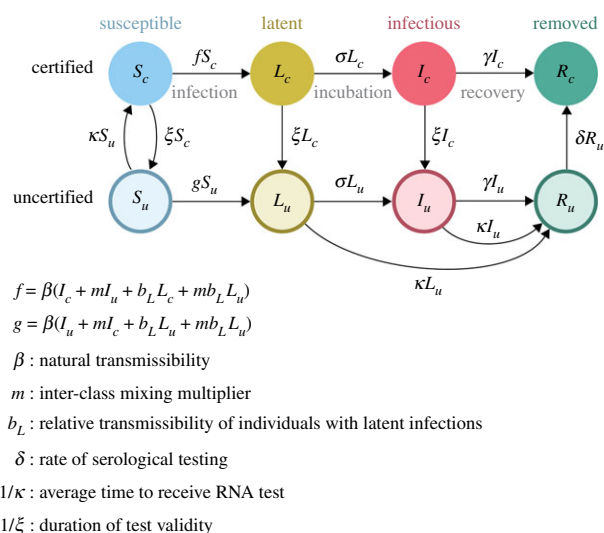 susceptible latent infectious removed
certified S_c fS_c L_c σL_c I_c γI_c R_c
infection incubation recovery
κS_u ξS_c ξL_c ξI_c δR_u
uncertified S_u gS_u L_u σL_u I_u γI_u R_u
κI_u
κL_u
f = β(I_c + mI_u + b_L L_c + mb_L L_u)
g = β(I_u + mI_c + b_L L_u + mb_L L_u)
β : natural transmissibility
m : inter-class mixing multiplier
b_L : relative transmissibility of individuals with latent infections
δ : rate of serological testing
1/κ : average time to receive RNA test
1/ξ : duration of test validity